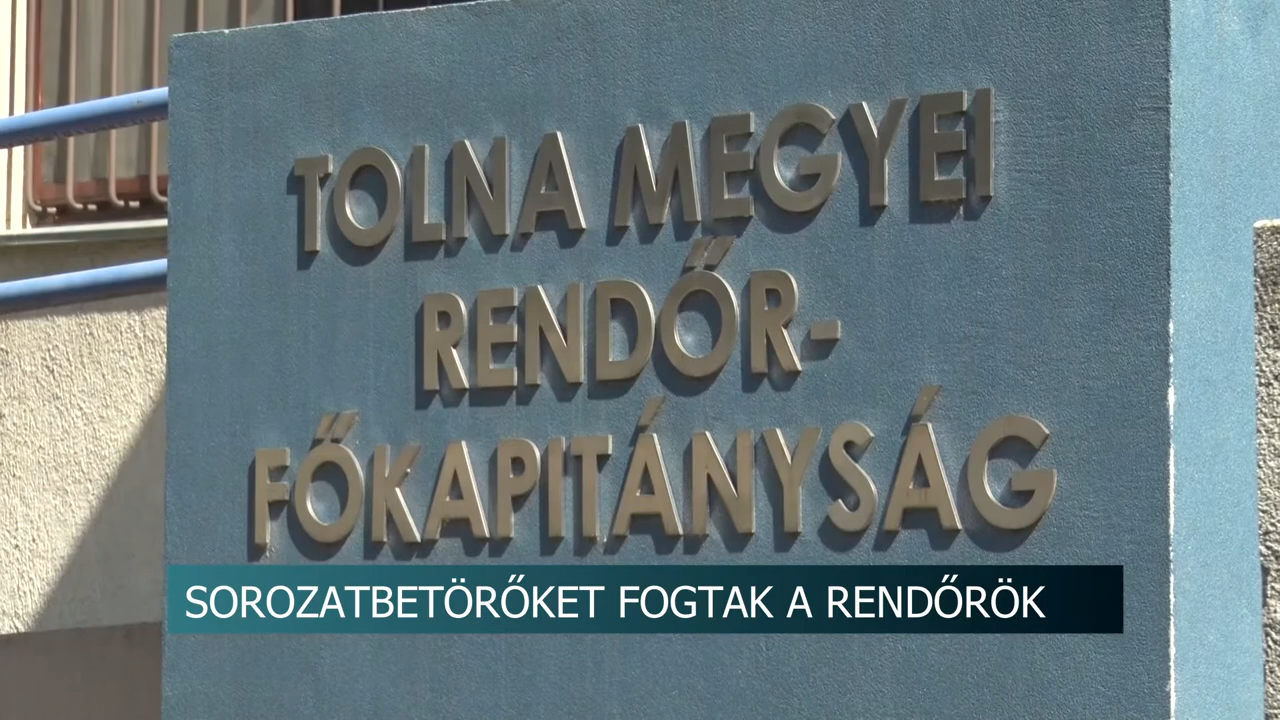 TOLNA MEGYEI
RENDŐR-
FŐKAPITÁNYSÁG
SOROZATBETÖRŐKET FOGTAK A RENDŐRÖK